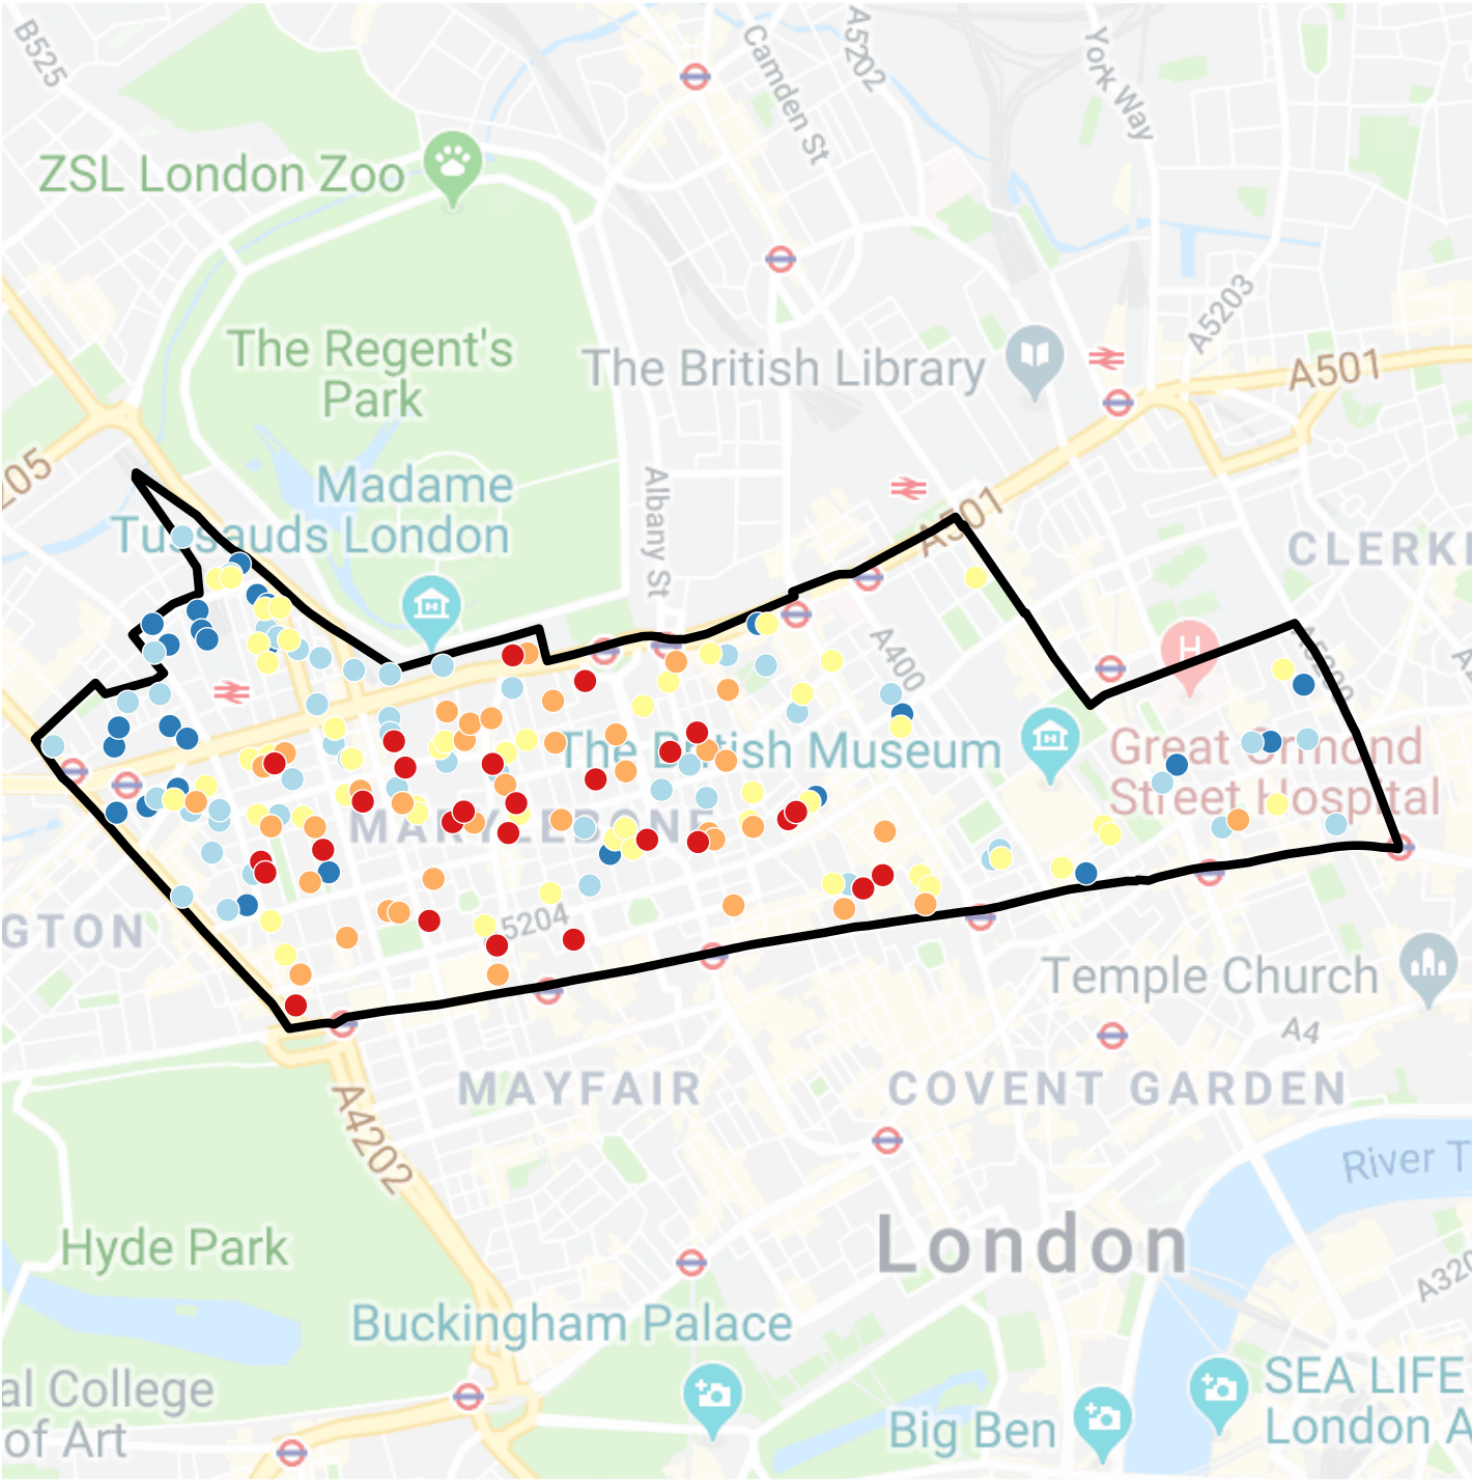 B525
Camden St
A5202
York Way
ZSL London Zoo
A5203
The Regent's
Park
The British Library
A501
Madame
Tussauds London
Albany St
A501
CLERKE
A400
The British Museum
Great Ormond
Street Hospital
MARYLEBONE
GTON
5204
Temple Church
A4
MAYFAIR
COVENT GARDEN
A4202
River T
Hyde Park
London
A320
Buckingham Palace
al College
of Art
Big Ben
SEA LIFE
London A
H